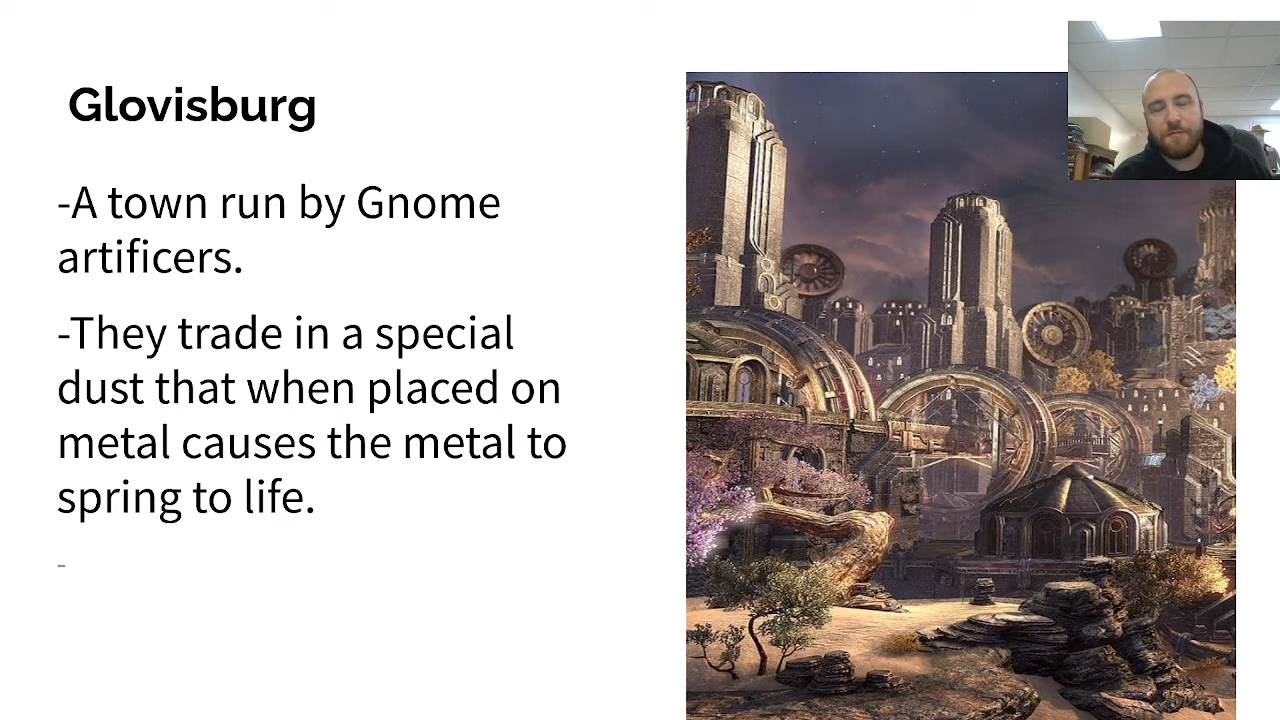 Glovisburg
-A town run by Gnome
artificers.
-They trade in a special
dust that when placed on
metal causes the metal to
spring to life.
-